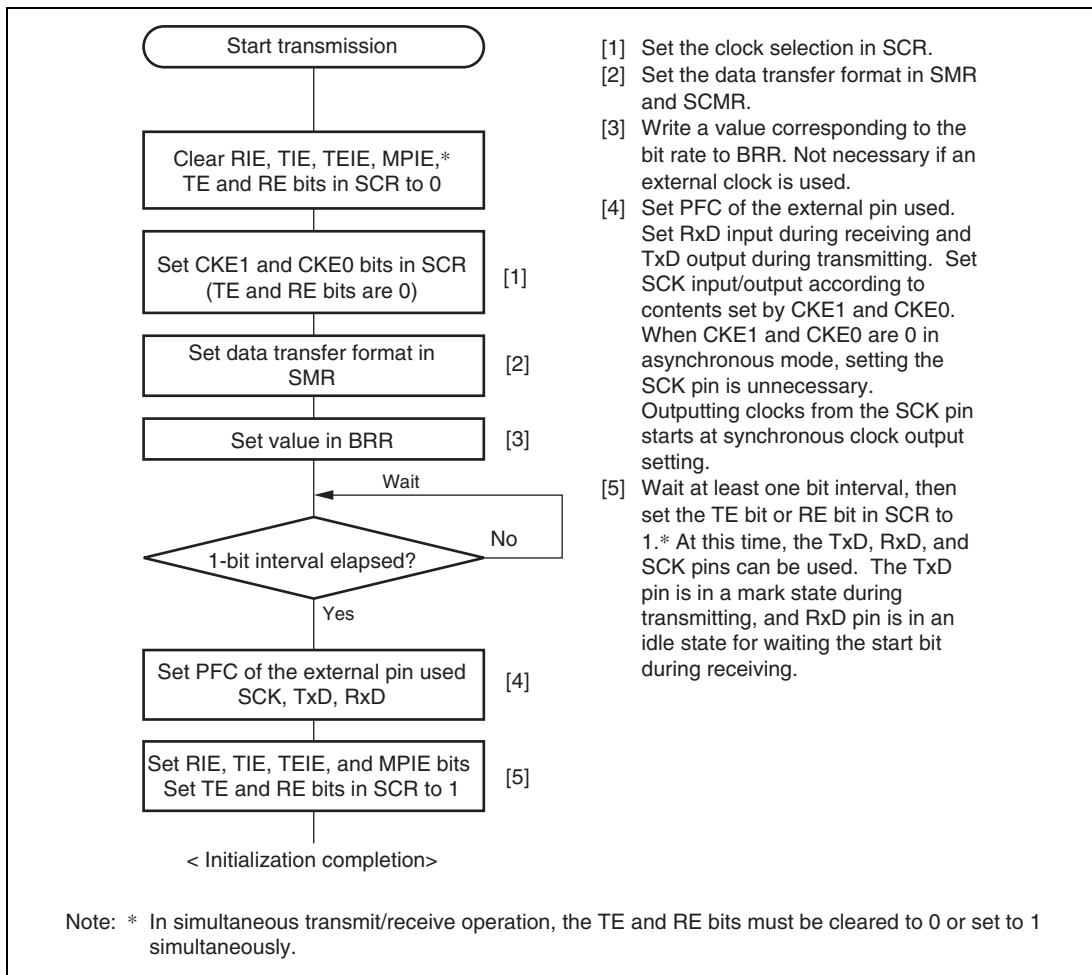 Start transmission
Clear RIE, TIE, TEIE, MPIE,*
TE and RE bits in SCR to 0
Set CKE1 and CKE0 bits in SCR
(TE and RE bits are 0)
[1]
Set data transfer format in
SMR
[2]
Set value in BRR
[3]
Wait
1-bit interval elapsed?
No
Yes
Set PFC of the external pin used
SCK, TxD, RxD
[4]
Set RIE, TIE, TEIE, and MPIE bits
Set TE and RE bits in SCR to 1
[5]
< Initialization completion>
[1] Set the clock selection in SCR.
[2] Set the data transfer format in SMR
and SCMR.
[3] Write a value corresponding to the
bit rate to BRR. Not necessary if an
external clock is used.
[4] Set PFC of the external pin used.
Set RxD input during receiving and
TxD output during transmitting. Set
SCK input/output according to
contents set by CKE1 and CKE0.
When CKE1 and CKE0 are 0 in
asynchronous mode, setting the
SCK pin is unnecessary.
Outputting clocks from the SCK pin
starts at synchronous clock output
setting.
[5] Wait at least one bit interval, then
set the TE bit or RE bit in SCR to
1.* At this time, the TxD, RxD, and
SCK pins can be used. The TxD
pin is in a mark state during
transmitting, and RxD pin is in an
idle state for waiting the start bit
during receiving.
Note: * In simultaneous transmit/receive operation, the TE and RE bits must be cleared to 0 or set to 1
simultaneously.